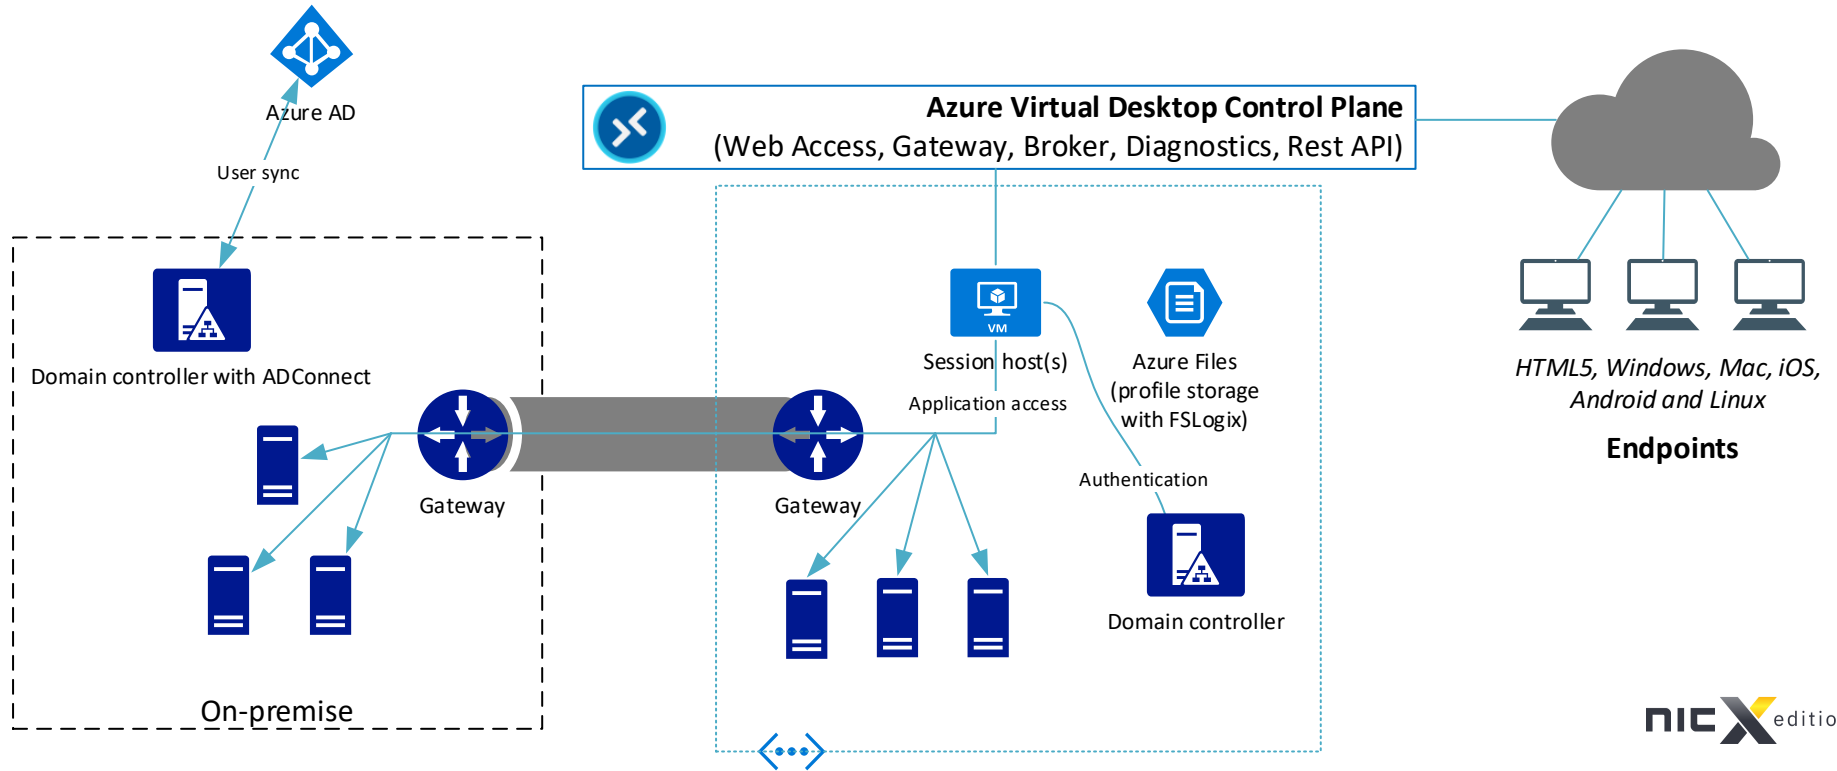 Azure AD
User sync
Azure Virtual Desktop Control Plane
(Web Access, Gateway, Broker, Diagnostics, Rest API)
Domain controller with ADConnect
Gateway
On-premise
VM
Session host(s)
Application access
Azure Files
(profile storage
with FSLogix)
Gateway
Authentication
Domain controller
HTML5, Windows, Mac, iOS,
Android and Linux
Endpoints
nic X editio